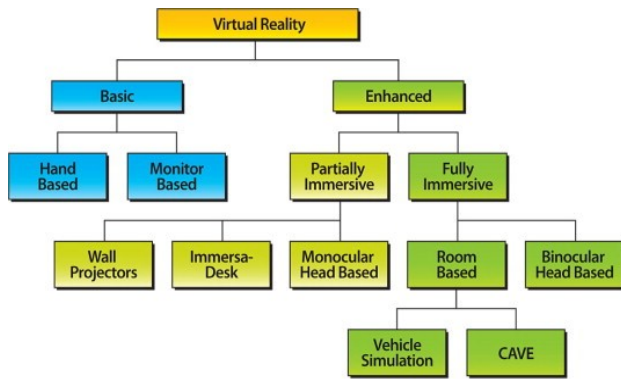 Virtual Reality
Basic
Enhanced
Hand
Based
Monitor
Based
Partially
Immersive
Fully
Immersive
Wall
Projectors
Immersa-
Desk
Monocular
Head Based
Room
Based
Binocular
Head Based
Vehicle
Simulation
CAVE